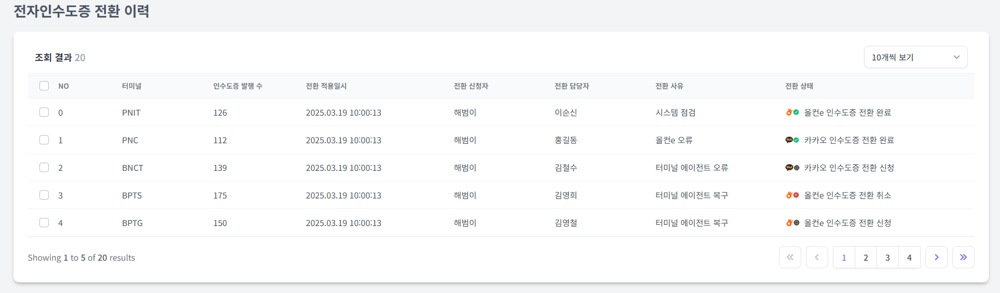 전자인수도증 전환 이력
조회 결과 20
10개씩 보기
NO 터미널 인수도증 발행 수 전환 적용일시 전환 신청자 전환 담당자 전환 사유 전환 상태
0 PNIT 126 2025.03.19 10:00:13 해범이 이순신 시스템 점검 올컨e 인수도증 전환 완료
1 PNC 112 2025.03.19 10:00:13 해범이 홍길동 올컨e 오류 TALK 카카오 인수도증 전환 완료
2 BNCT 139 2025.03.19 10:00:13 해범이 김철수 터미널 에이전트 오류 TALK 카카오 인수도증 전환 신청
3 BPTS 175 2025.03.19 10:00:13 해범이 김영희 터미널 에이전트 복구 올컨e 인수도증 전환 취소
4 BPTG 150 2025.03.19 10:00:13 해범이 김영철 터미널 에이전트 복구 올컨e 인수도증 전환 신청
Showing 1 to 5 of 20 results
« ‹ 1 2 3 4 › »